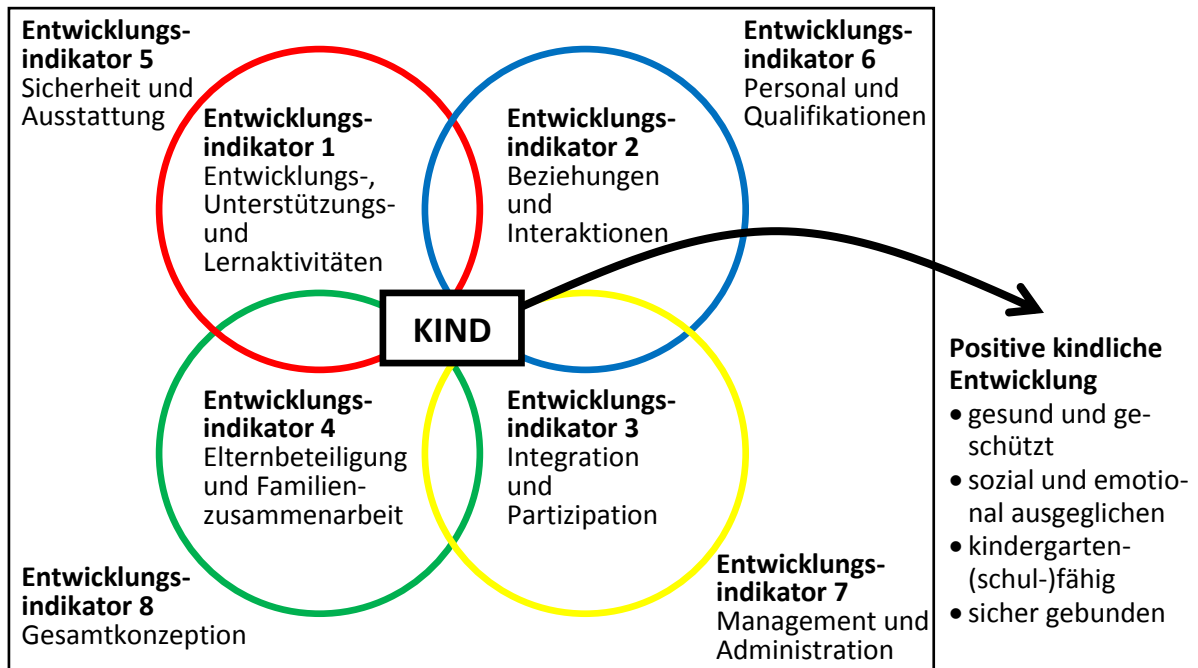 Entwicklungs-
indikator 5
Sicherheit und
Ausstattung
Entwicklungs-
indikator 6
Personal und
Qualifikationen
Entwicklungs-
indikator 1
Entwicklungs-,
Unterstützungs-
und
Lernaktivitäten
Entwicklungs-
indikator 2
Beziehungen
und
Interaktionen
KIND
Entwicklungs-
indikator 4
Elternbeteiligung
und Familien-
zusammenarbeit
Entwicklungs-
indikator 3
Integration
und
Partizipation
Entwicklungs-
indikator 8
Gesamtkonzeption
Entwicklungs-
indikator 7
Management und
Administration
Positive kindliche
Entwicklung
• gesund und ge-
schützt
• sozial und emotio-
nal ausgeglichen
• kindergarten-
(schul-)fähig
• sicher gebunden